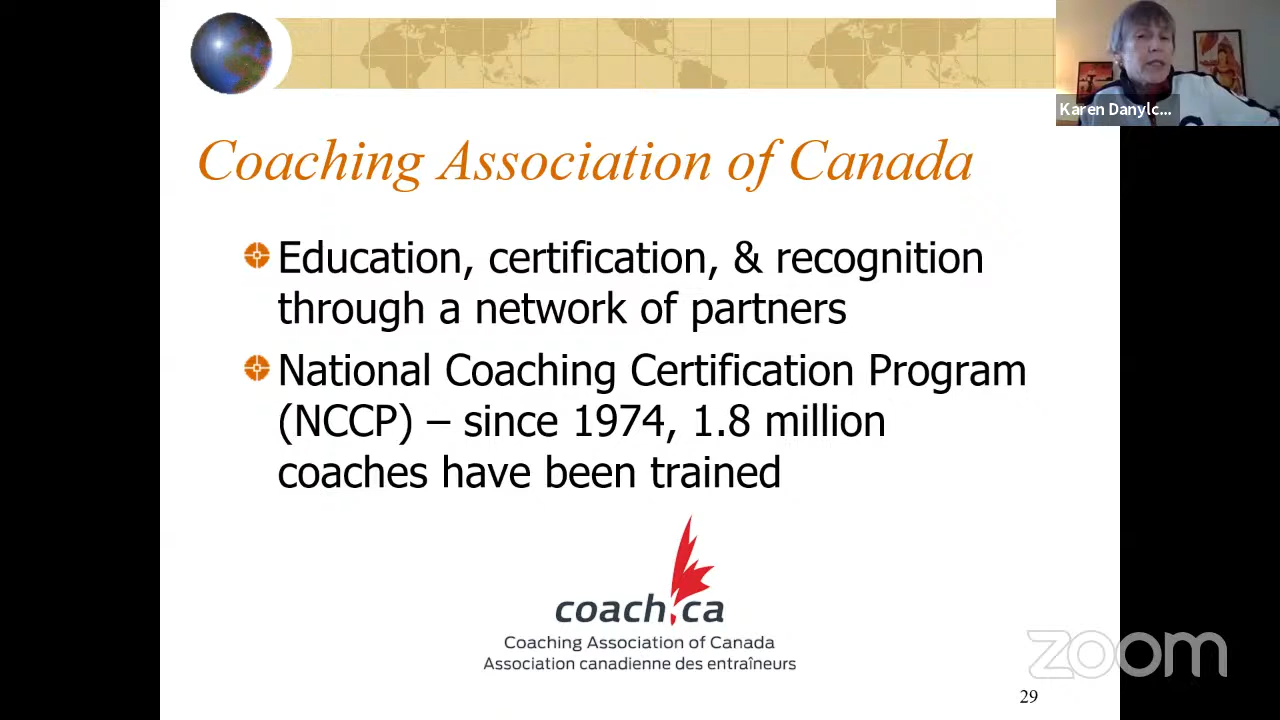 Karen Danylc...
Coaching Association of Canada
Education, certification, & recognition
through a network of partners
National Coaching Certification Program
(NCCP) – since 1974, 1.8 million
coaches have been trained
coach.ca
Coaching Association of Canada
Association canadienne des entraîneurs
zoom
29